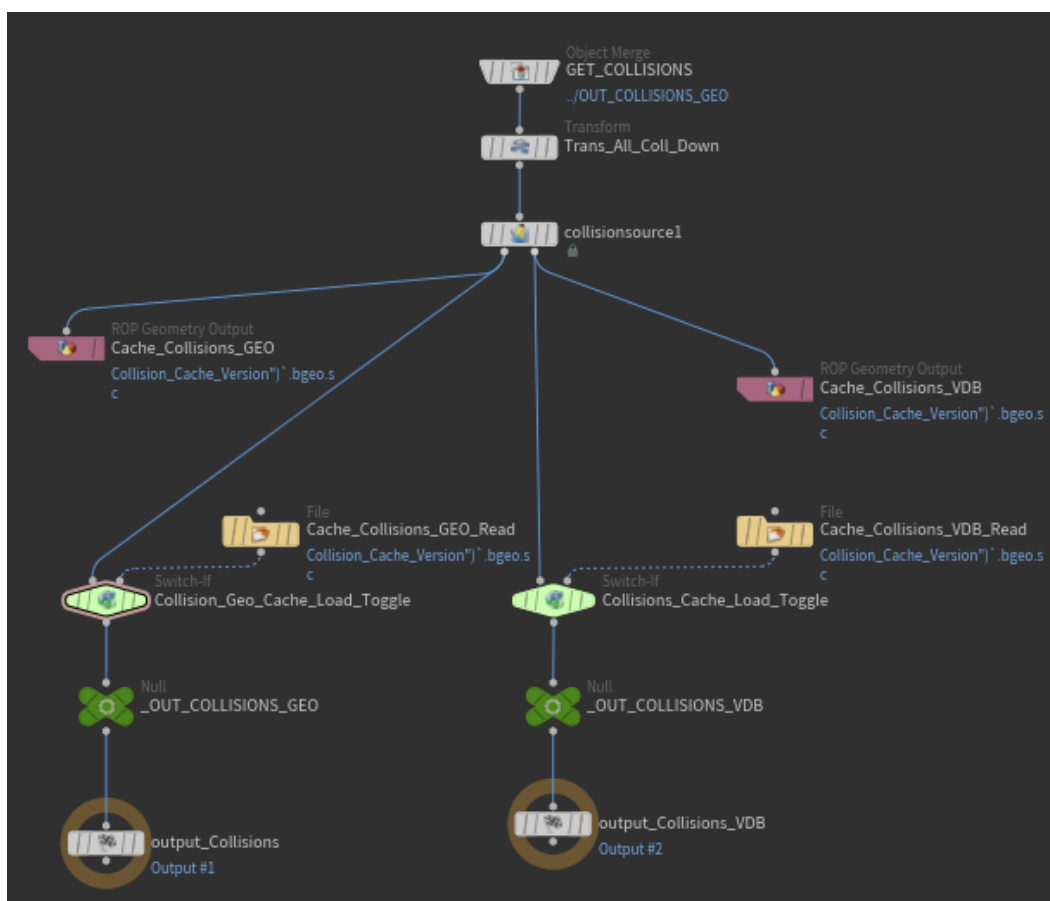 Object Merge
GET_COLLISIONS
../OUT_COLLISIONS_GEO
Transform
Trans_All_Coll_Down
collisionsource1
ROP Geometry Output
Cache_Collisions_GEO
Collision_Cache_Version")`.bgeo.s
c
ROP Geometry Output
Cache_Collisions_VDB
Collision_Cache_Version")`.bgeo.s
c
File
Cache_Collisions_GEO_Read
Collision_Cache_Version")`.bgeo.s
c
File
Cache_Collisions_VDB_Read
Collision_Cache_Version")`.bgeo.s
c
Switch-If
Collision_Geo_Cache_Load_Toggle
Switch-If
Collisions_Cache_Load_Toggle
Null
_OUT_COLLISIONS_GEO
Null
_OUT_COLLISIONS_VDB
output_Collisions
Output #1
output_Collisions_VDB
Output #2